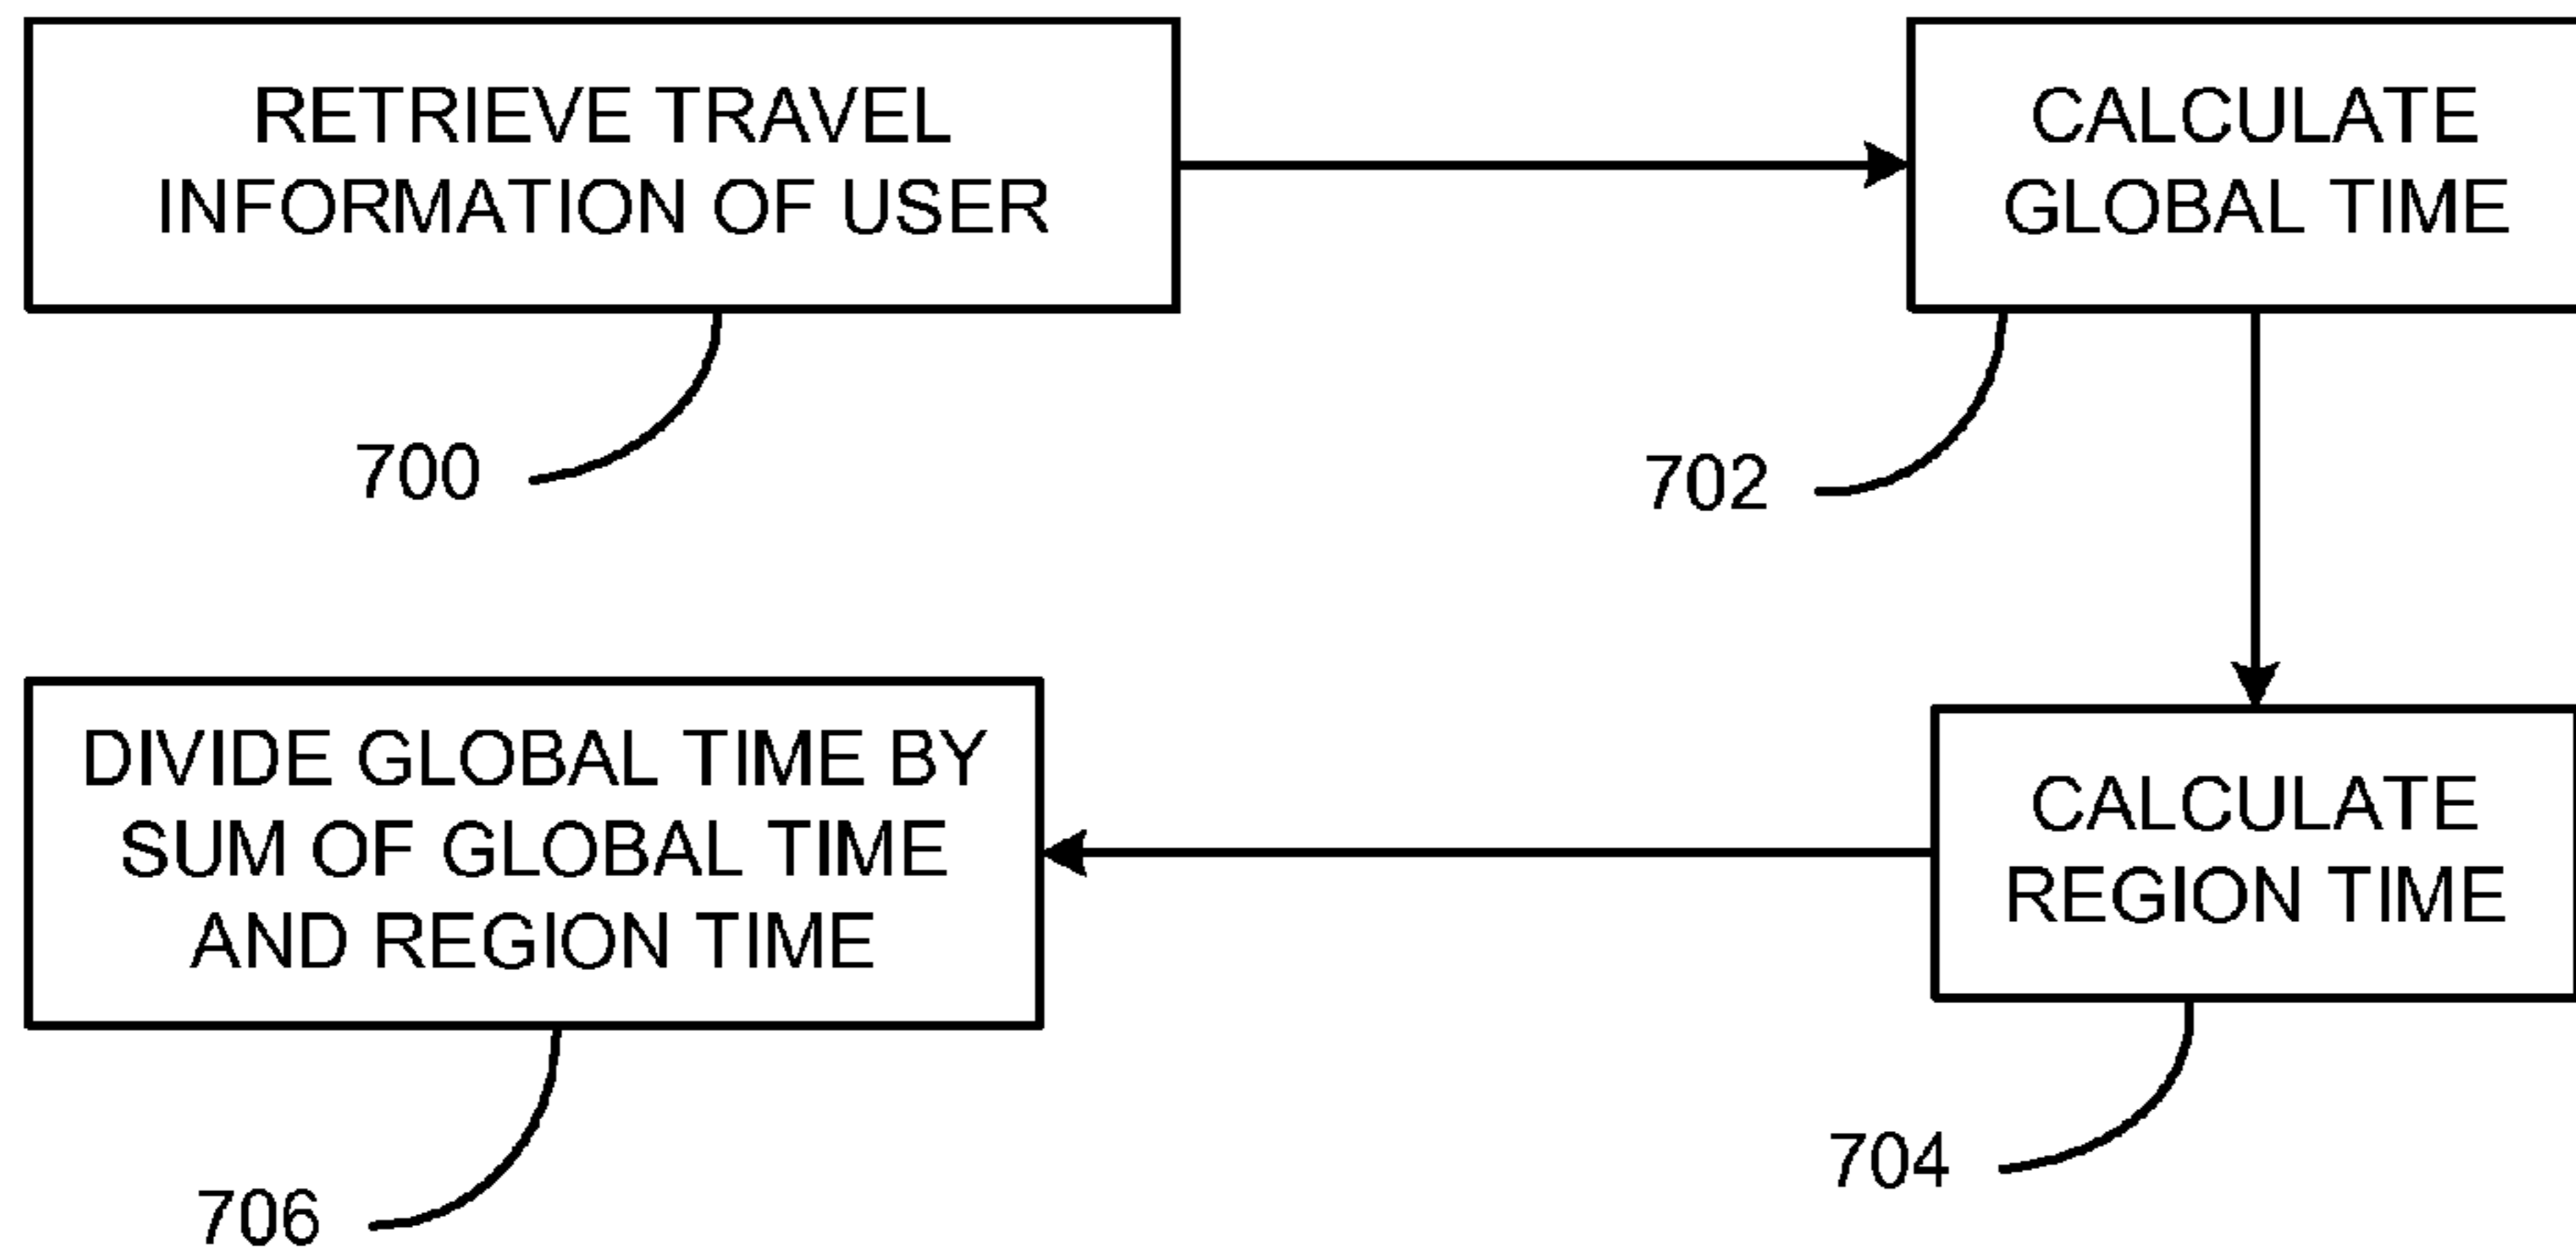 RETRIEVE TRAVEL
INFORMATION OF USER
700
CALCULATE
GLOBAL TIME
702
CALCULATE
REGION TIME
704
DIVIDE GLOBAL TIME BY
SUM OF GLOBAL TIME
AND REGION TIME
706